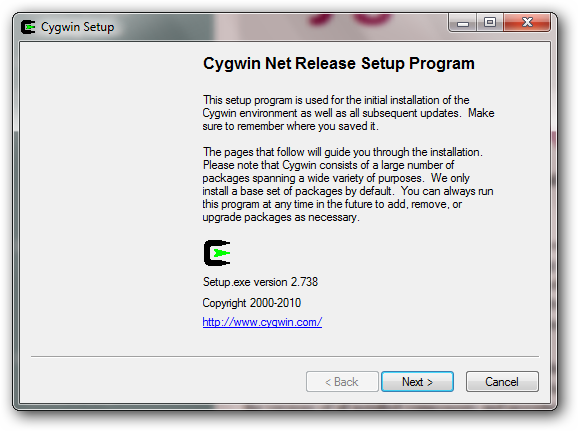 Cygwin Setup
Cygwin Net Release Setup Program
This setup program is used for the initial installation of the
Cygwin environment as well as all subsequent updates.  Make
sure to remember where you saved it.
The pages that follow will guide you through the installation.
Please note that Cygwin consists of a large number of
packages spanning a wide variety of purposes.  We only
install a base set of packages by default.  You can always run
this program at any time in the future to add, remove, or
upgrade packages as necessary.
Setup.exe version 2.738
Copyright 2000-2010
http://www.cygwin.com/
< Back
Next >
Cancel